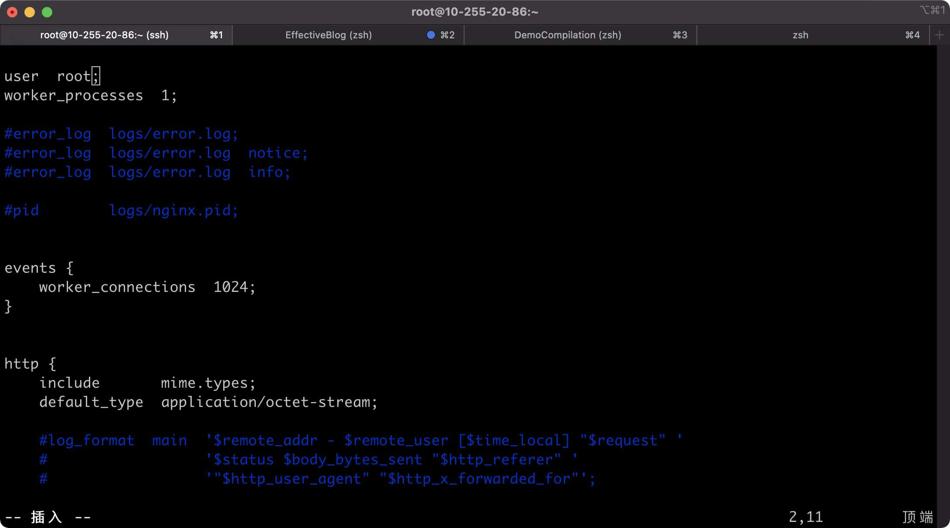 root@10-255-20-86:~
⌥⌘1
root@10-255-20-86:~ (ssh) ⌘1 EffectiveBlog (zsh) ⌘2 DemoCompilation (zsh) ⌘3 zsh ⌘4 +
user  root;
worker_processes  1;
#error_log  logs/error.log;
#error_log  logs/error.log  notice;
#error_log  logs/error.log  info;
#pid        logs/nginx.pid;
events {
    worker_connections  1024;
}
http {
    include       mime.types;
    default_type  application/octet-stream;
    #log_format  main  '$remote_addr - $remote_user [$time_local] "$request" '
    #                  '$status $body_bytes_sent "$http_referer" '
    #                  '"$http_user_agent" "$http_x_forwarded_for"';
-- 插入 -- 2,11 顶端